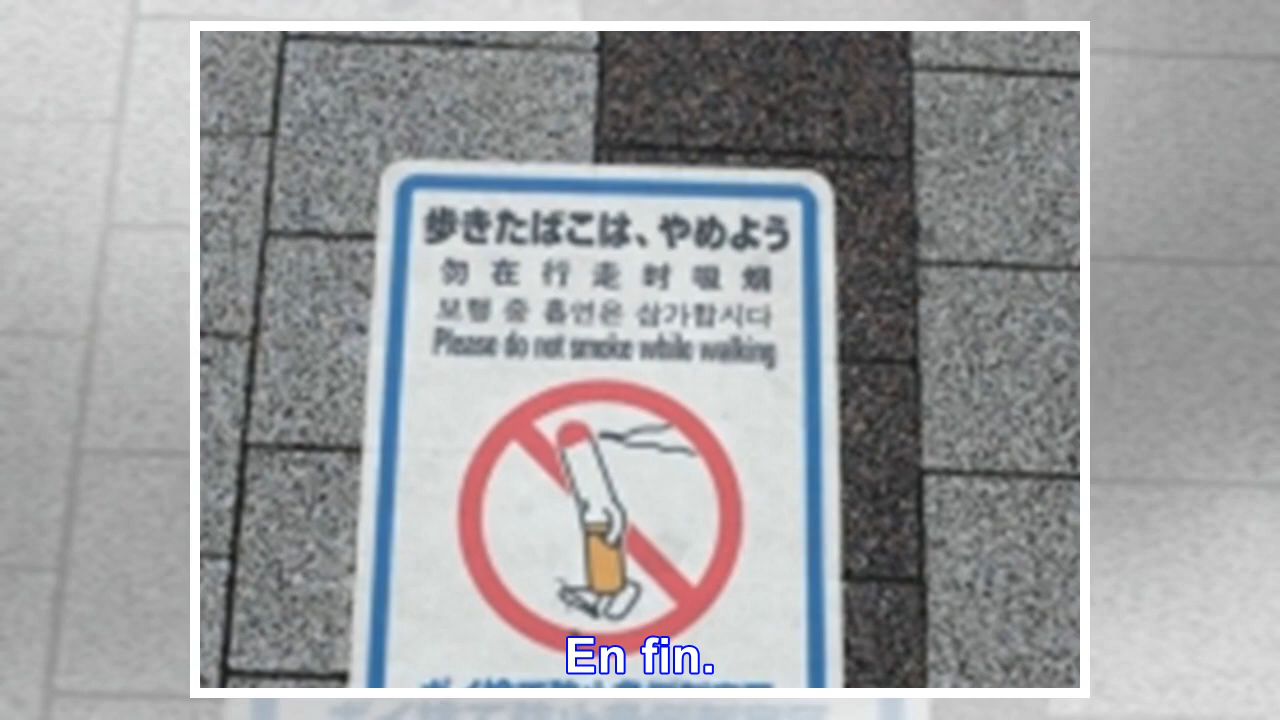 歩きたばこは、やめよう
勿在行走时吸烟
보행 중 흡연은 삼가합시다
Please do not smoke while walking
En fin.